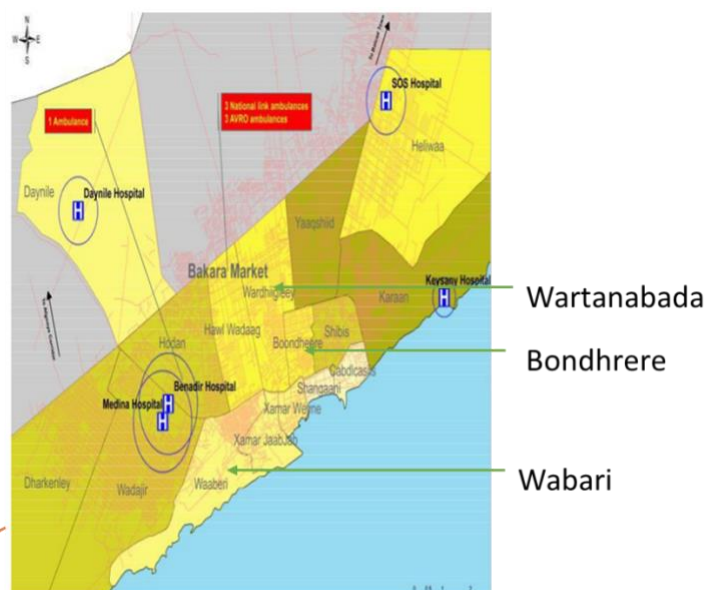 N
W E
S
SOS Hospital
1 Ambulance
3 National link ambulances
3 AVRO ambulances
Heliwaa
Daynile
Daynile Hospital
Yaaqshiid
Bakara Market
Wardhiigleey
Keysany Hospital
Karaan
Wartanabada
Hawl Wadaag
Shibis
Hodan
Boondheere
Bondhrere
Cabdicasiis
Benadir Hospital
Shangaani
Medina Hospital
Xamar Weyne
Xamar Jaabjab
Dharkenley
Wadajir
Waaberi
Wabari